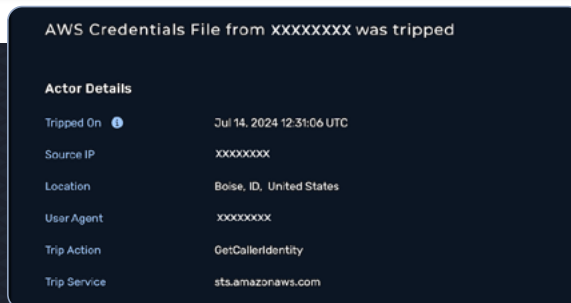 AWS Credentials File from XXXXXXXX was tripped
Actor Details
Tripped On i Jul 14, 2024 12:31:06 UTC
Source IP XXXXXXXX
Location Boise, ID, United States
User Agent XXXXXXXX
Trip Action GetCallerIdentity
Trip Service sts.amazonaws.com